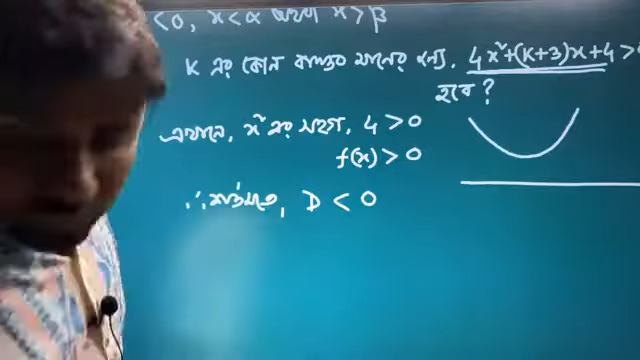 < 0, x < α অথবা x > β
K এর কোন বাস্তব মানের জন্য, 4x²+(K+3)x+4 >
হবে ?
এখানে, x² এর সহগ, 4 > 0
f(x) > 0
∴ শর্তমতে, D < 0